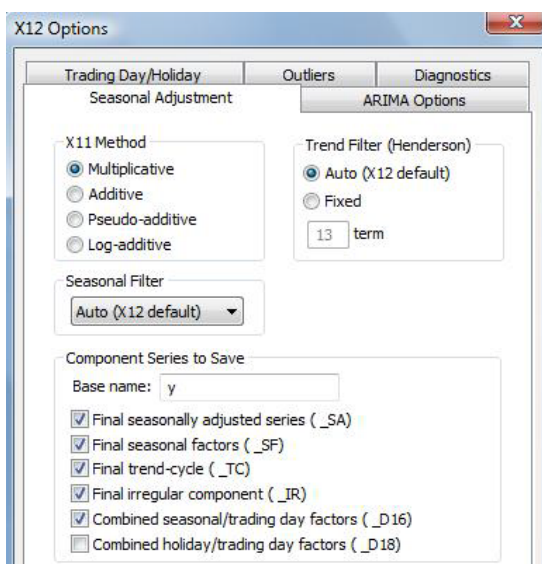 X12 Options
Trading Day/Holiday
Outliers
Diagnostics
Seasonal Adjustment
ARIMA Options
X11 Method
Multiplicative
Additive
Pseudo-additive
Log-additive
Trend Filter (Henderson)
Auto (X12 default)
Fixed
13 term
Seasonal Filter
Auto (X12 default)
Component Series to Save
Base name: y
Final seasonally adjusted series ( _SA)
Final seasonal factors ( _SF)
Final trend-cycle ( _TC)
Final irregular component ( _IR)
Combined seasonal/trading day factors ( _D16)
Combined holiday/trading day factors ( _D18)